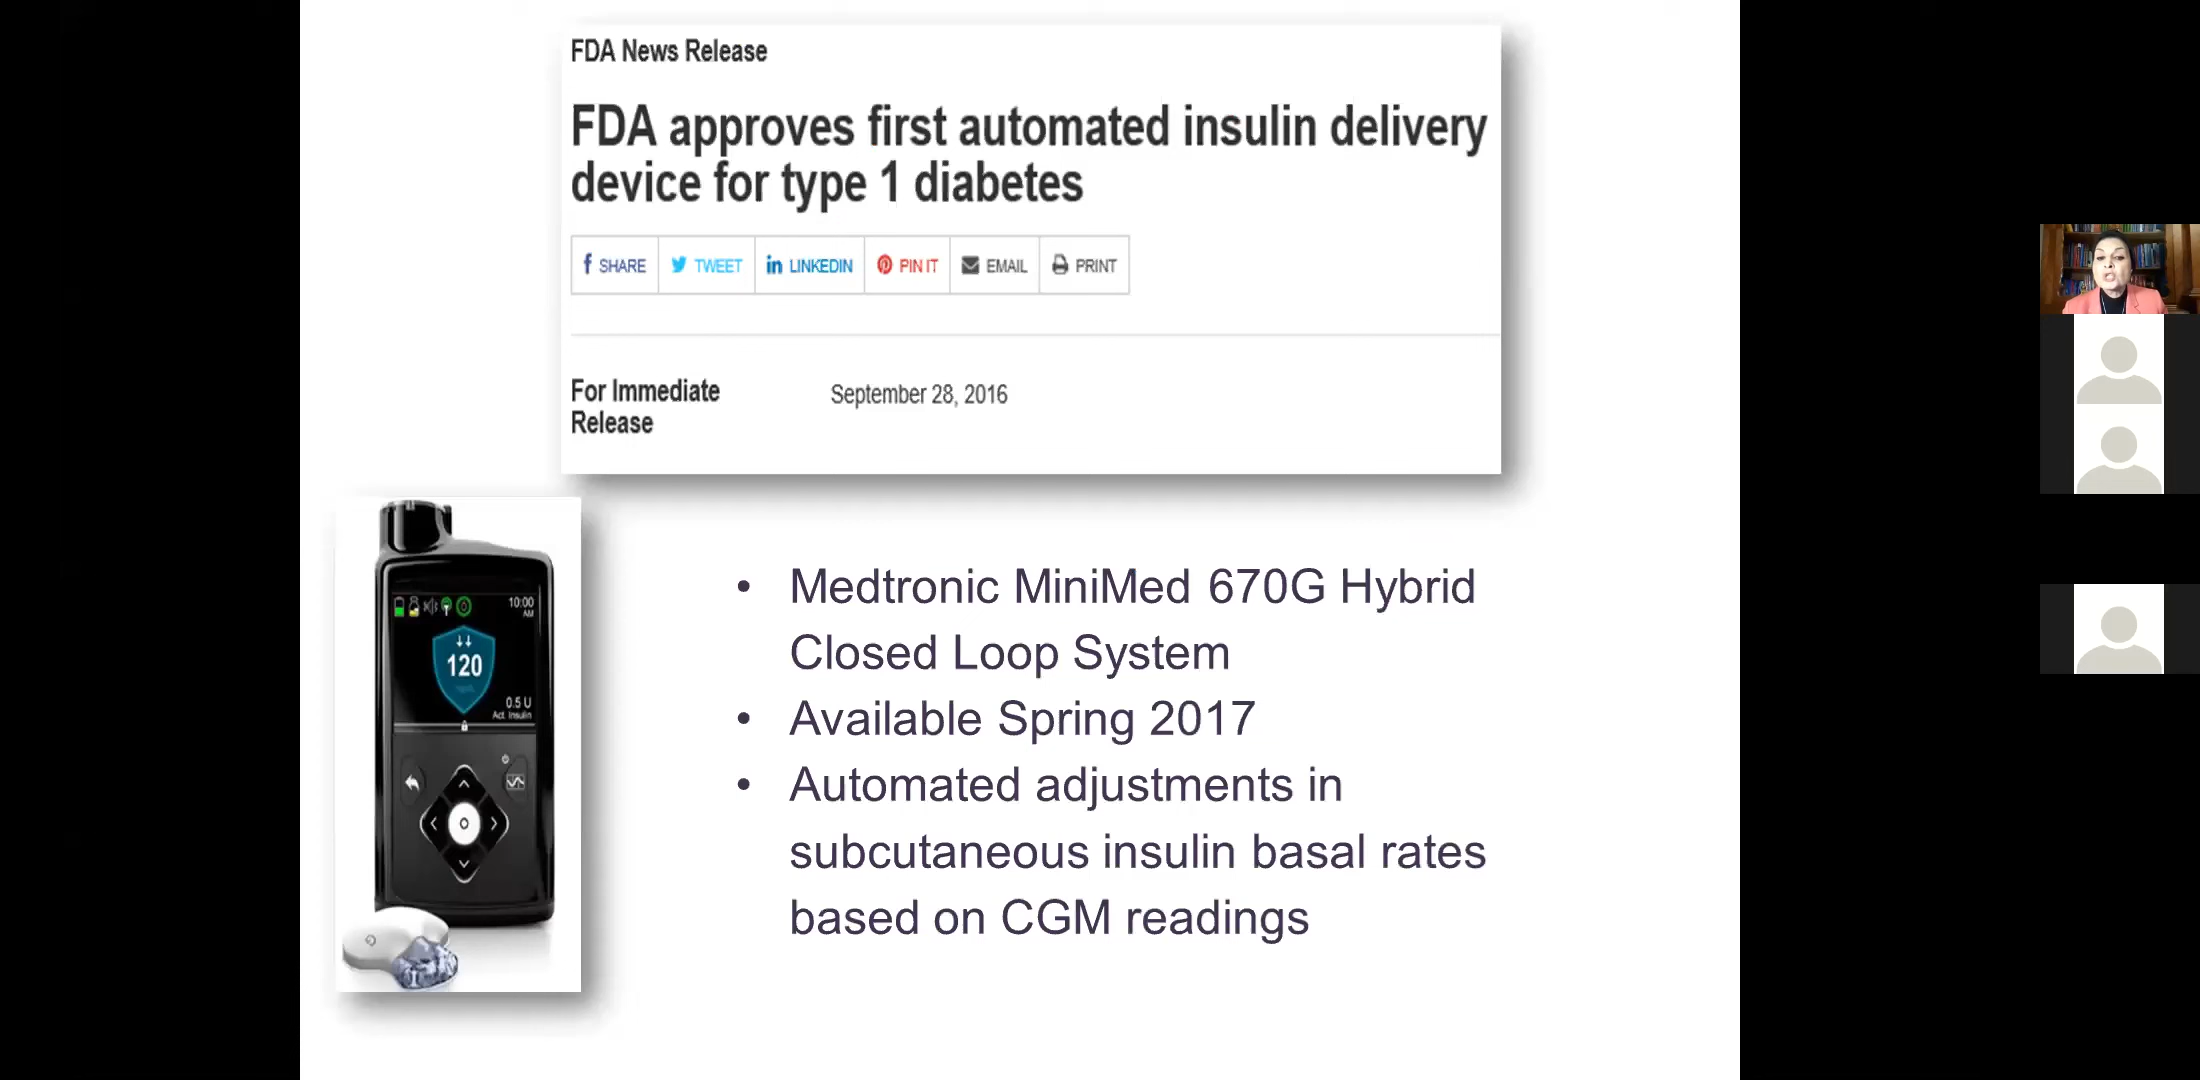 FDA News Release
FDA approves first automated insulin delivery
device for type 1 diabetes
SHARE TWEET LINKEDIN PIN IT EMAIL PRINT
For Immediate
Release
September 28, 2016
10:00
AM
120
0.5 U
Act. Insulin
• Medtronic MiniMed 670G Hybrid
Closed Loop System
• Available Spring 2017
• Automated adjustments in
subcutaneous insulin basal rates
based on CGM readings